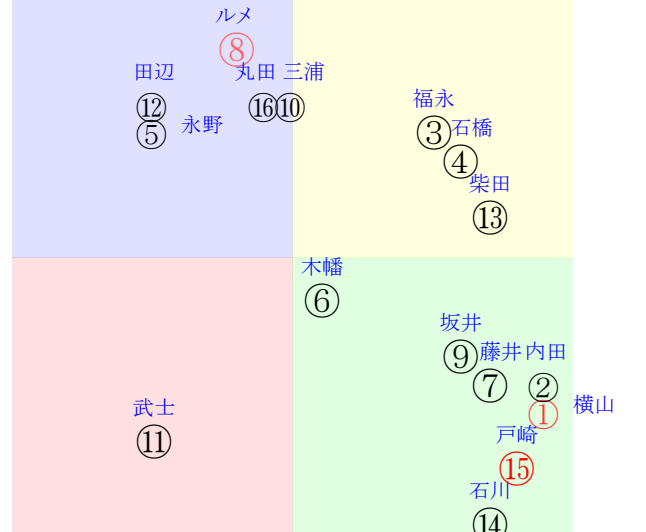 ルメ
⑧
田辺
丸田
三浦
⑫
⑯
⑩
⑤
永野
福永
③
石橋
④
柴田
⑬
木幡
⑥
坂井
⑨
藤井
内田
⑦
②
①
横山
武士
⑪
戸崎
⑮
石川
⑭